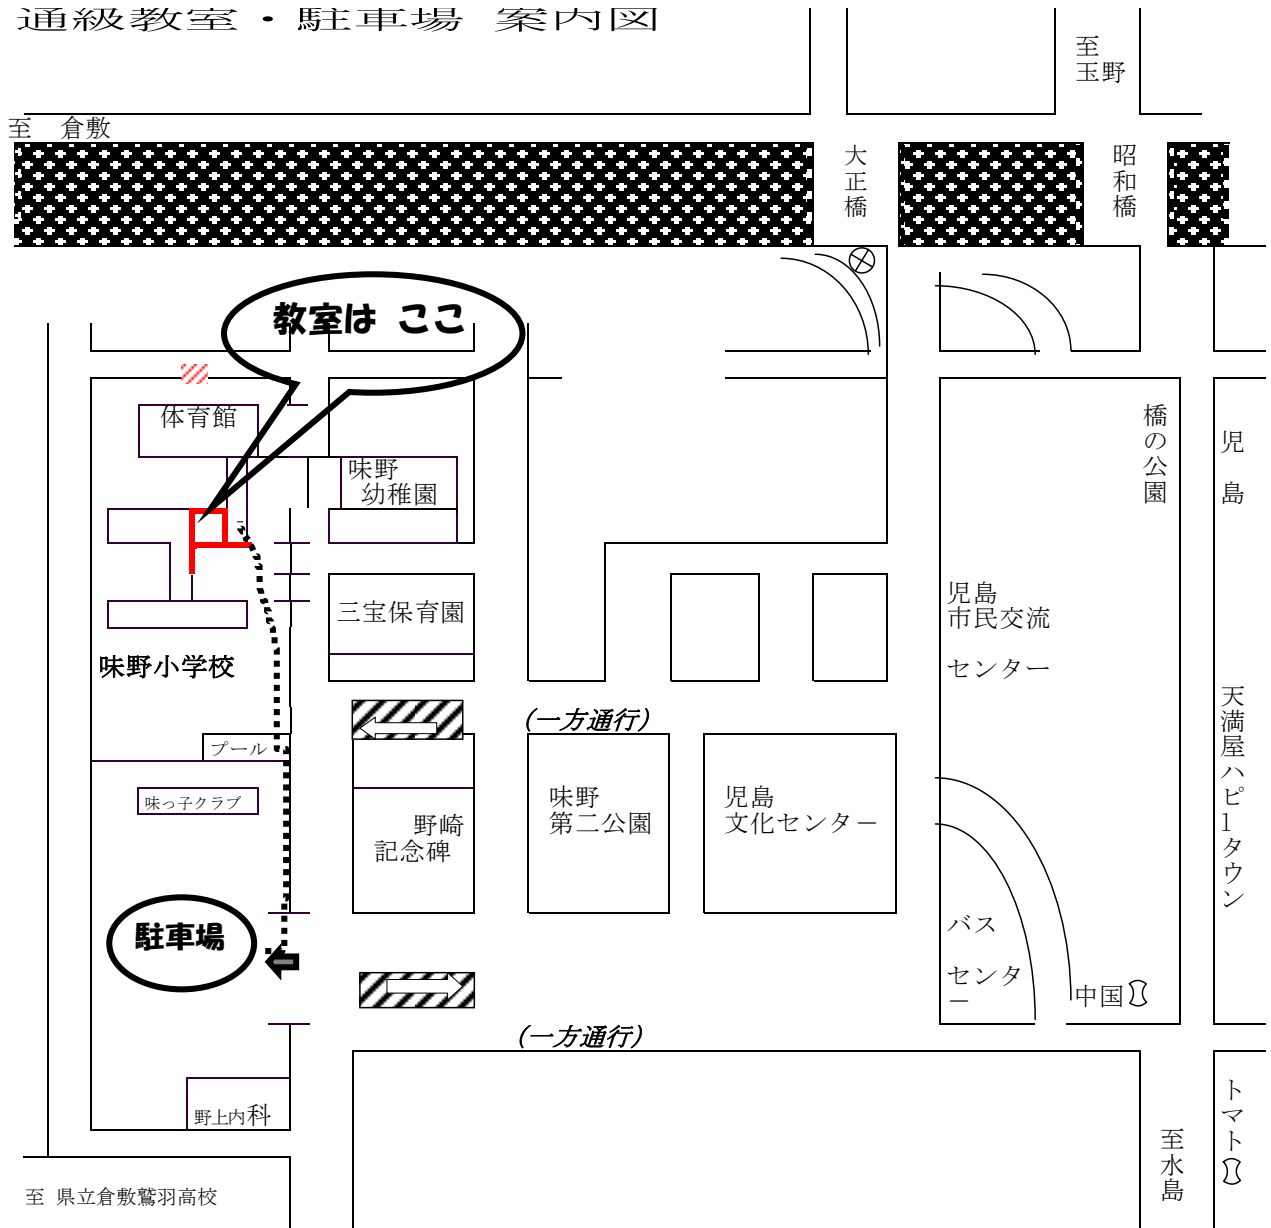 通級教室・駐車場 案内図
至
玉野
至 倉敷
大正橋
昭和橋
教室は ここ
体育館
味野
幼稚園
橋の公園
児島
三宝保育園
児島
市民交流
センター
味野小学校
(一方通行)
天満屋ハピータウン
プール
味っ子クラブ
野崎
記念碑
味野
第二公園
児島
文化センター
駐車場
バス
センタ
ー
中国
(一方通行)
野上内科
トマト
至水島
至 県立倉敷鷲羽高校